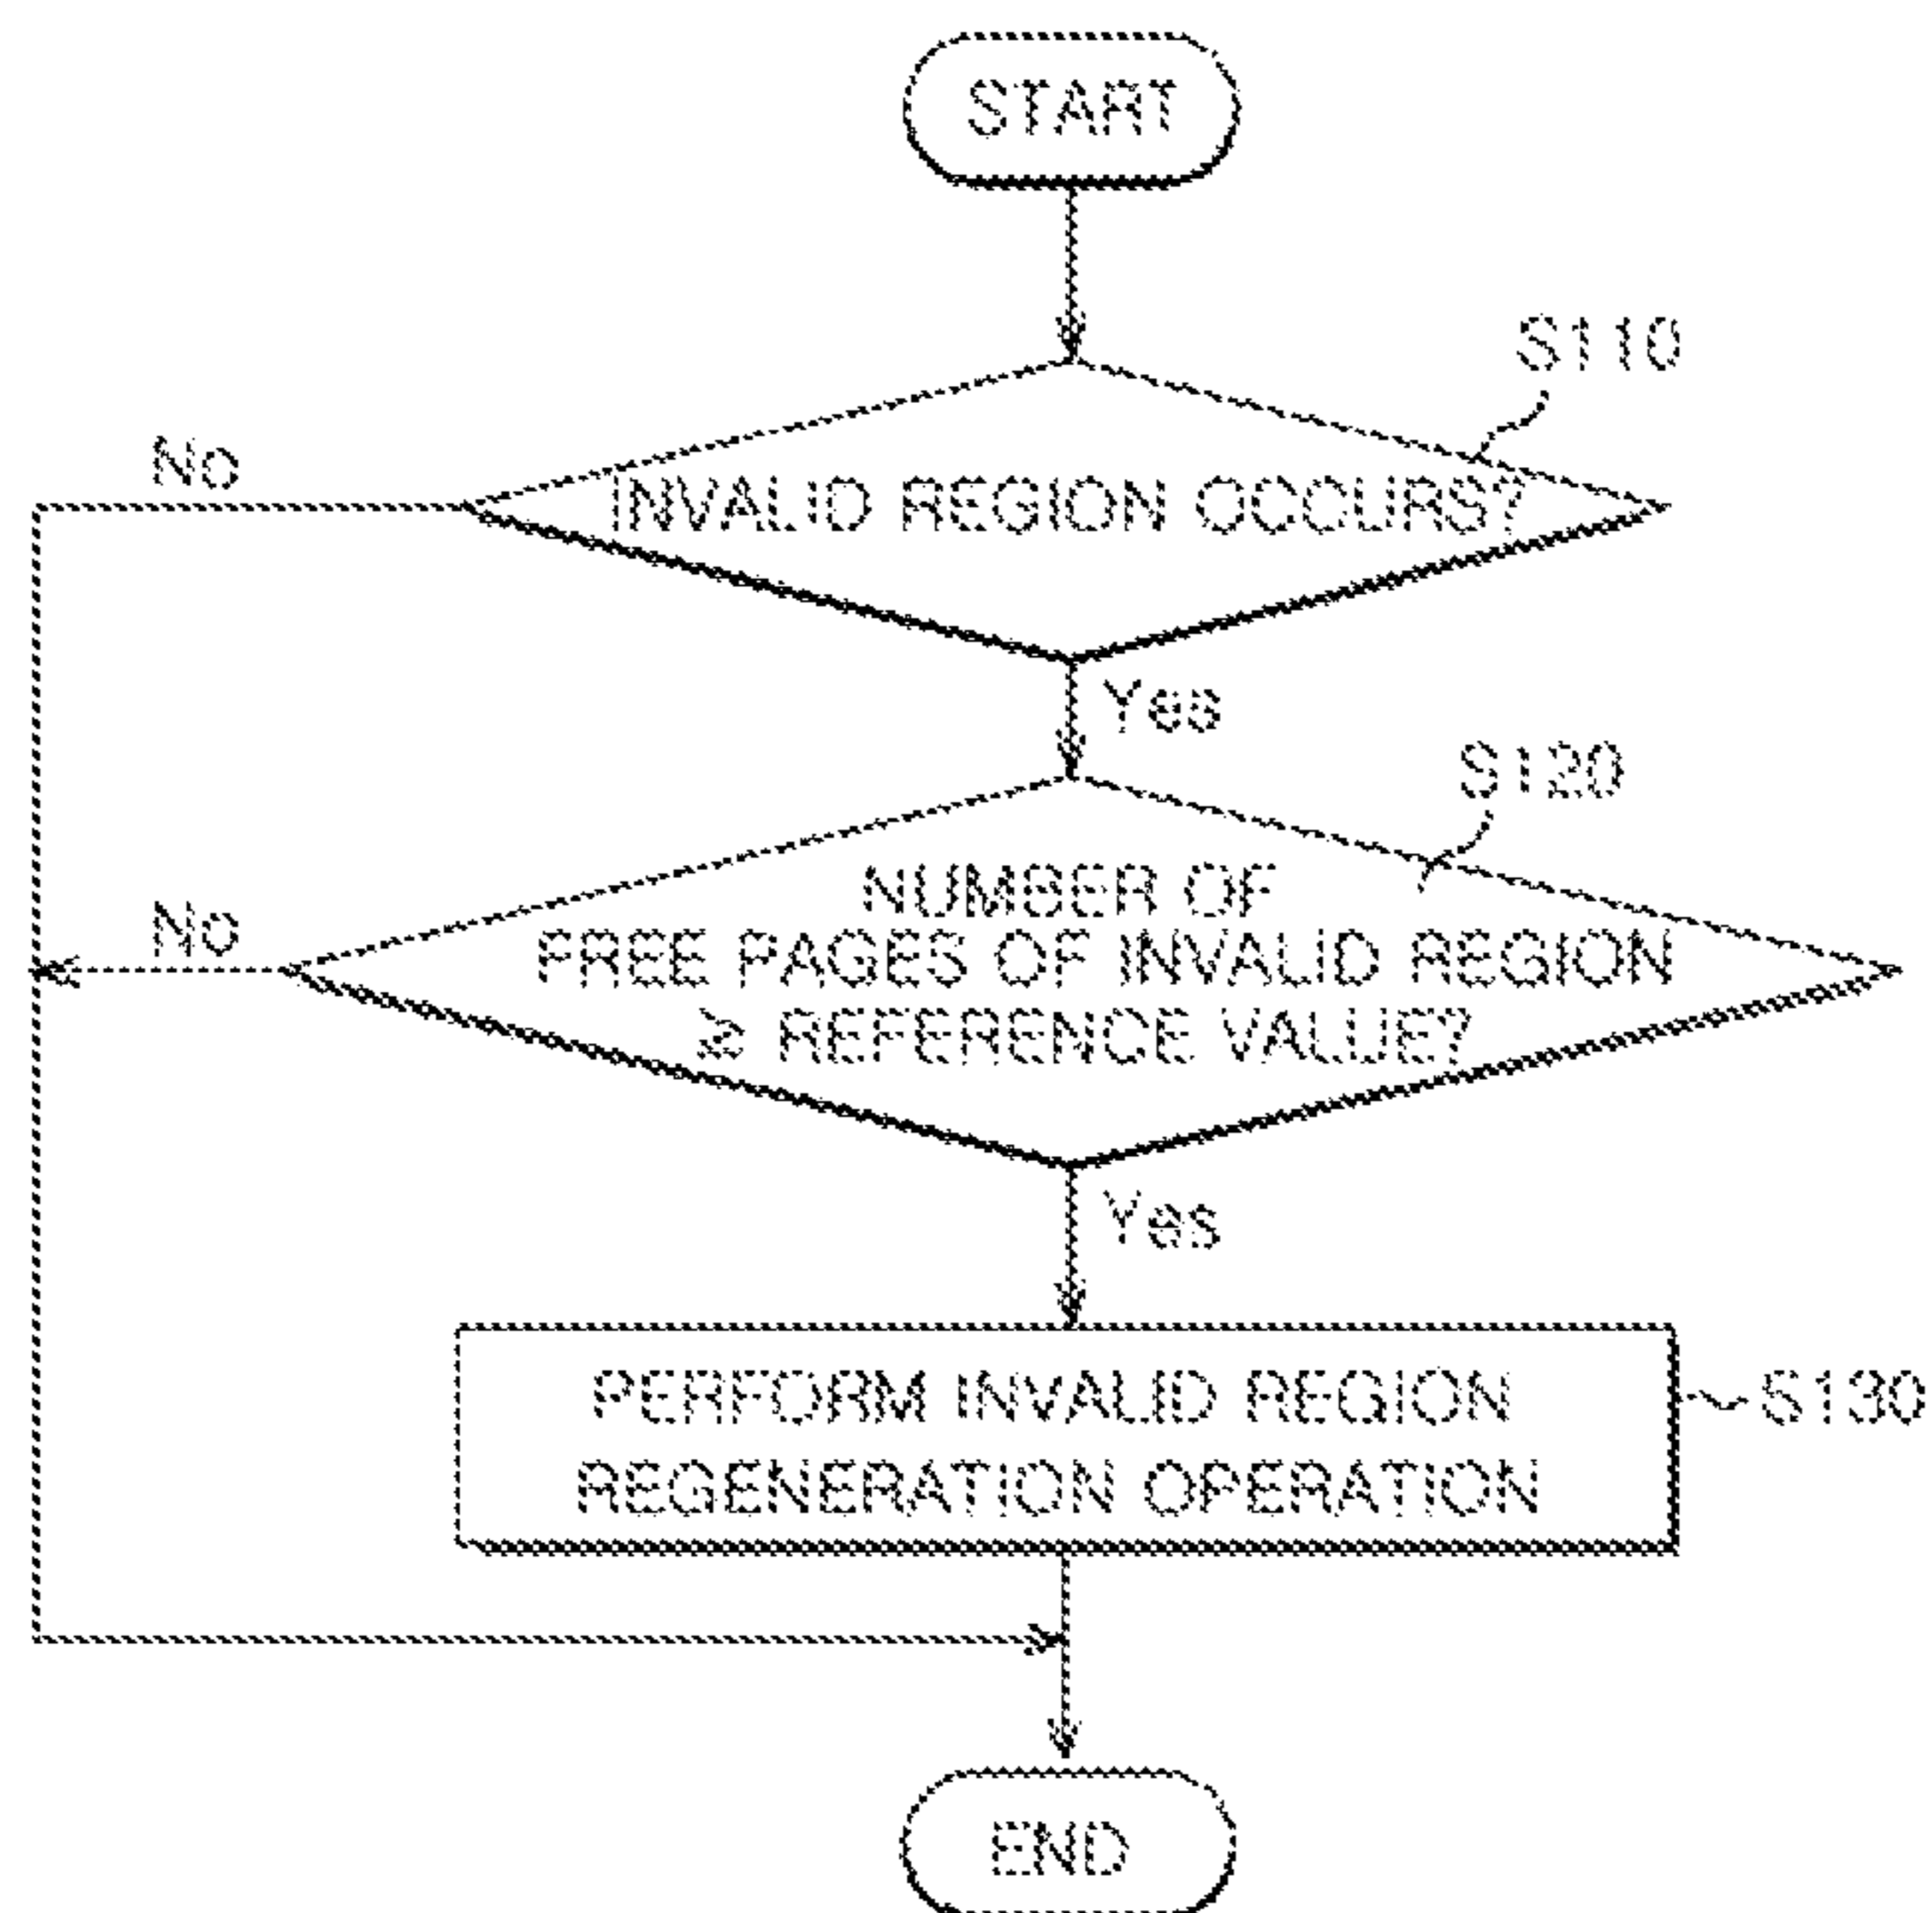 START
S110
No
INVALID REGION OCCURS?
Yes
S120
No
NUMBER OF
FREE PAGES OF INVALID REGION
≥ REFERENCE VALUE?
Yes
PERFORM INVALID REGION
REGENERATION OPERATION
S130
END